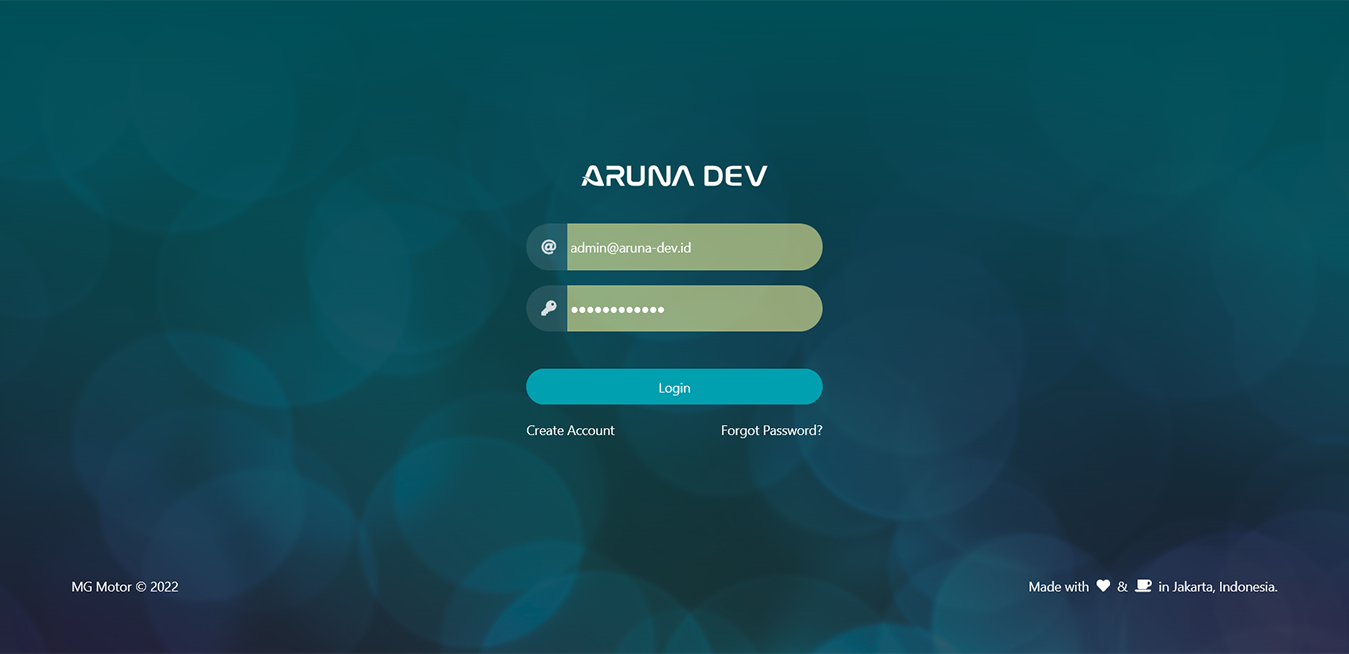 ARUNA DEV
admin@aruna-dev.id
••••••••••••
Login
Create Account Forgot Password?
MG Motor © 2022 Made with ♥ & ☕ in Jakarta, Indonesia.